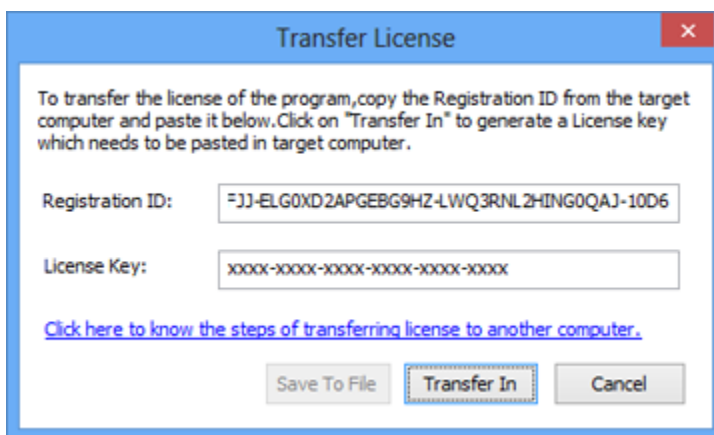 Transfer License
To transfer the license of the program,copy the Registration ID from the target
computer and paste it below.Click on "Transfer In" to generate a License key
which needs to be pasted in target computer.
Registration ID: FJJ-ELG0XD2APGEBG9HZ-LWQ3RNL2HING0QAJ-10D6
License Key: xxxx-xxxx-xxxx-xxxx-xxxx-xxxx
Click here to know the steps of transferring license to another computer.
Save To File Transfer In Cancel